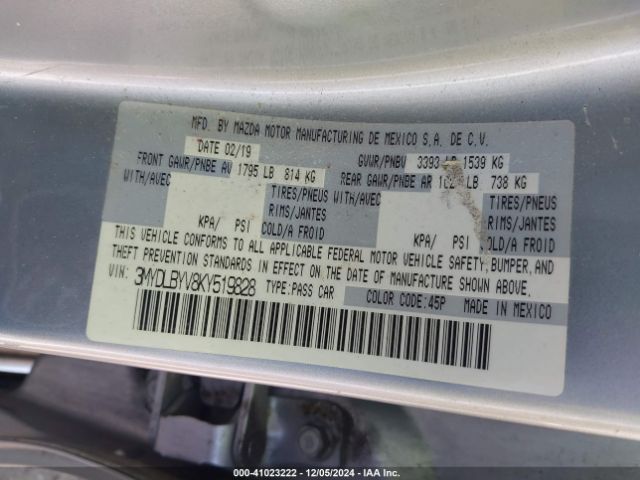 MFD. BY MAZDA MOTOR MANUFACTURING DE MEXICO S.A. DE C.V.
DATE 02/19 GVWR/PNBV 3393 LB 1539 KG
FRONT GAWR/PNBE AV 1795 LB 814 KG REAR GAWR/PNBE AR LB 738 KG
WITH/AVEC TIRES/PNEUS WITH/AVEC TIRES/PNEUS
RIMS/JANTES RIMS/JANTES
KPA/ PSI COLD/A FROID KPA/ PSI COLD/A FROID
THIS VEHICLE CONFORMS TO ALL APPLICABLE FEDERAL MOTOR VEHICLE SAFETY, BUMPER, AND
THEFT PREVENTION STANDARDS IN EFFECT ON THE DATE OF MANUFACTURE SHOWN ABOVE.
VIN: 3MYDLBYV8KY519828 TYPE:PASS CAR COLOR CODE:45P MADE IN MEXICO
000-41023222 - 12/05/2024 - IAA Inc.